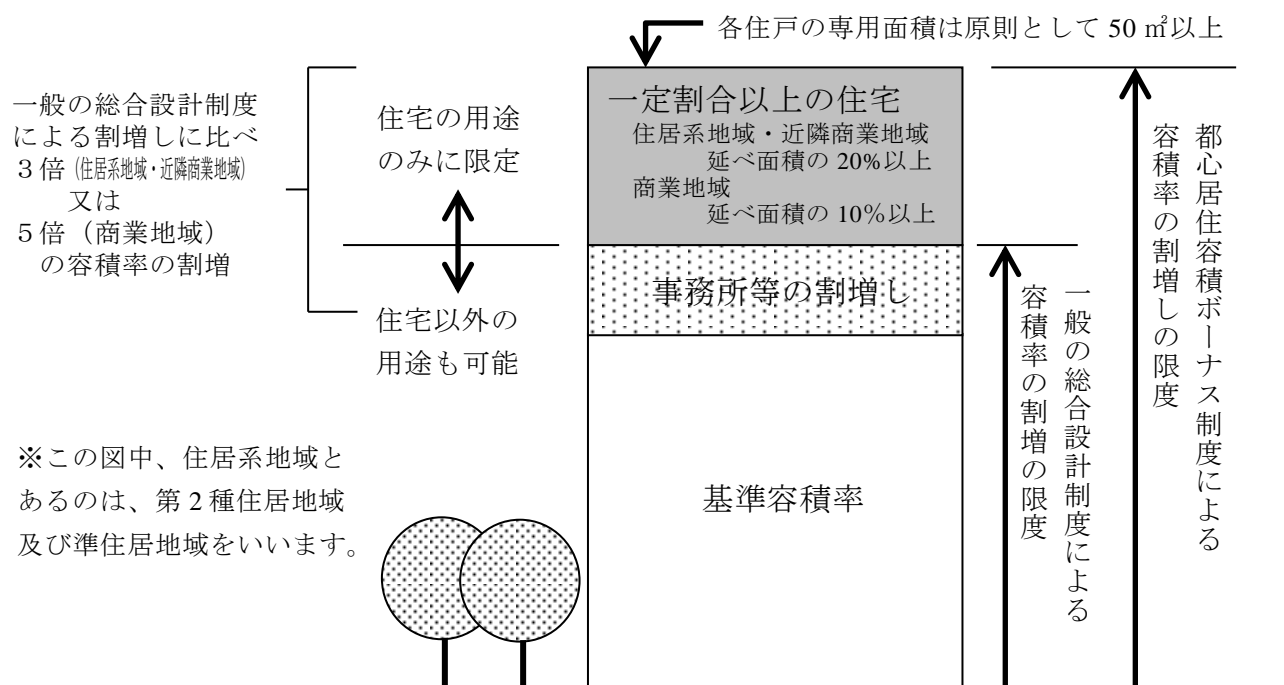 各住戸の専用面積は原則として 50 ㎡以上
一般の総合設計制度
による割増しに比べ
３倍 (住居系地域・近隣商業地域)
又は
５倍（商業地域）
の容積率の割増
住宅の用途
のみに限定
住宅以外の
用途も可能
一定割合以上の住宅
住居系地域・近隣商業地域
延べ面積の 20%以上
商業地域
延べ面積の 10％以上
事務所等の割増し
基準容積率
都心居住容積ボーナス制度による
容積率の割増しの限度
一般の総合設計制度による
容積率の割増の限度
※この図中、住居系地域と
あるのは、第２種住居地域
及び準住居地域をいいます。